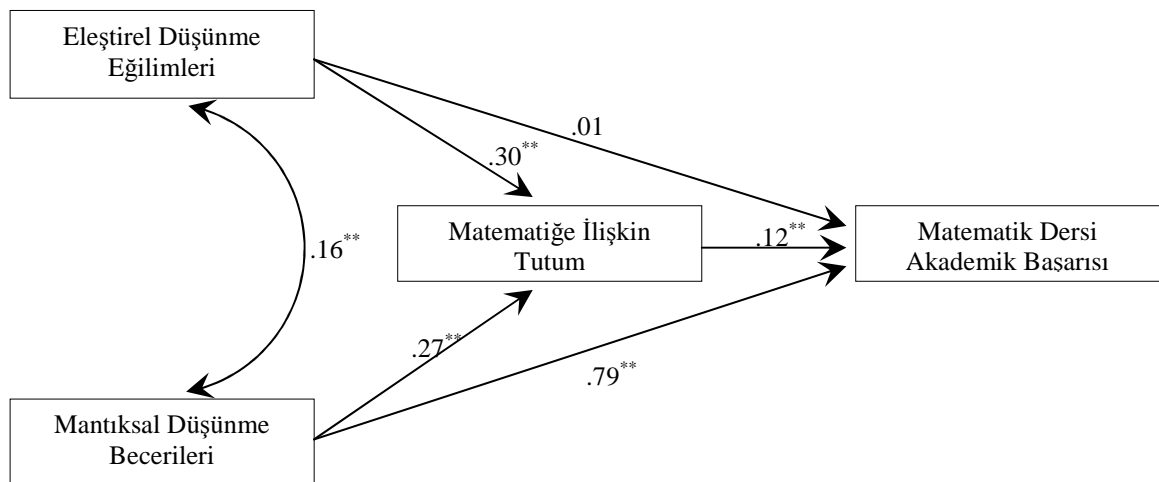 Eleştirel Düşünme
Eğilimleri
.01
.30**
Matematiğe İlişkin
Tutum
.12**
Matematik Dersi
Akademik Başarısı
.16**
.27**
.79**
Mantıksal Düşünme
Becerileri